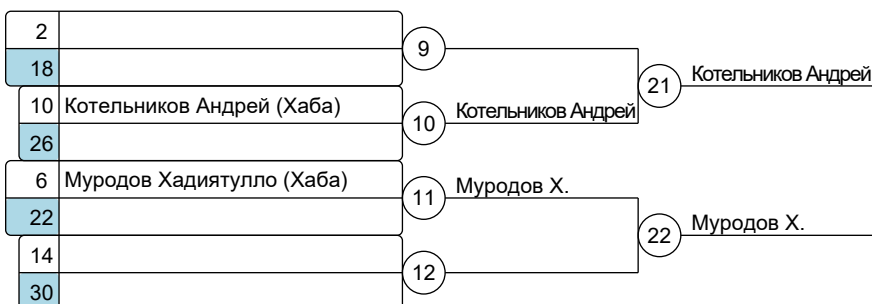 2
18
9
10 Котельников Андрей (Хаба)
26
10
Котельников Андрей
21
Котельников Андрей
6 Муродов Хадиятулло (Хаба)
22
11
Муродов Х.
14
30
12
22
Муродов Х.